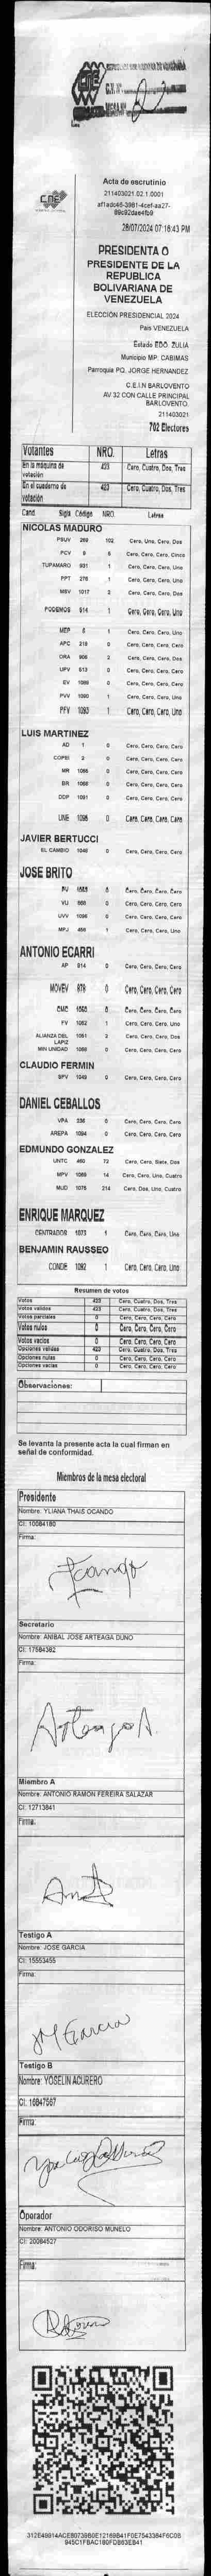 CNE
Acta de escrutinio
211403021.02.1.0001
af1adc46-3981-4cef-aa27-
89c92dae4fb9
28/07/2024 07:18:43 PM
PRESIDENTA O
PRESIDENTE DE LA
REPUBLICA
BOLIVARIANA DE
VENEZUELA
ELECCIÓN PRESIDENCIAL 2024
País VENEZUELA
Estado EDO. ZULIA
Municipio MP. CABIMAS
Parroquia PQ. JORGE HERNANDEZ
C.E.I.N BARLOVENTO
AV 32 CON CALLE PRINCIPAL
BARLOVENTO.
211403021
702 Electores
Votantes NRO. Letras
En la máquina de votación 423 Cero, Cuatro, Dos, Tres
En el cuaderno de votación 423 Cero, Cuatro, Dos, Tres
Cand. Sigla Código NRO. Letras
NICOLAS MADURO
PSUV 269 102 Cero, Uno, Cero, Dos
PCV 5 Cero, Cero, Cero, Cinco
TUPAMARO 931 1 Cero, Cero, Cero, Uno
PPT 276 1 Cero, Cero, Cero, Uno
MSV 1017 2 Cero, Cero, Cero, Dos
PODEMOS 514 1 Cero, Cero, Cero, Uno
MEP 5 1 Cero, Cero, Cero, Uno
APC 219 0 Cero, Cero, Cero, Cero
ORA 906 2 Cero, Cero, Cero, Dos
UPV 613 0 Cero, Cero, Cero, Cero
EV 1089 0 Cero, Cero, Cero, Cero
PVV 1090 1 Cero, Cero, Cero, Uno
PFV 1093 1 Cero, Cero, Cero, Uno
LUIS MARTINEZ
AD 1 0 Cero, Cero, Cero, Cero
COPEI 2 0 Cero, Cero, Cero, Cero
MR 1086 0 Cero, Cero, Cero, Cero
BR 1068 0 Cero, Cero, Cero, Cero
DDP 1091 0 Cero, Cero, Cero, Cero
UNE 1096 0 Cero, Cero, Cero, Cero
JAVIER BERTUCCI
EL CAMBIO 1048 0 Cero, Cero, Cero, Cero
JOSE BRITO
PV 0 Cero, Cero, Cero, Cero
VU 0 Cero, Cero, Cero, Cero
UVV 1096 0 Cero, Cero, Cero, Cero
MPJ 458 1 Cero, Cero, Cero, Uno
ANTONIO ECARRI
AP 814 0 Cero, Cero, Cero, Cero
MOVEV 879 0 Cero, Cero, Cero, Cero
CMC 0 Cero, Cero, Cero, Cero
FV 1052 1 Cero, Cero, Cero, Uno
ALIANZA DEL LAPIZ 1051 3 Cero, Cero, Cero, Dos
MIN UNIDAD 1066 0 Cero, Cero, Cero, Cero
CLAUDIO FERMIN
SPV 1049 0 Cero, Cero, Cero, Cero
DANIEL CEBALLOS
VPA 236 0 Cero, Cero, Cero, Cero
AREPA 1094 0 Cero, Cero, Cero, Cero
EDMUNDO GONZALEZ
UNTC 460 72 Cero, Cero, Siete, Dos
MPV 1069 14 Cero, Cero, Uno, Cuatro
MUD 1075 214 Cero, Dos, Uno, Cuatro
ENRIQUE MARQUEZ
CENTRADOS 1073 1 Cero, Cero, Cero, Uno
BENJAMIN RAUSSEO
CONDE 1092 1 Cero, Cero, Cero, Uno
Resumen de votos
Votos 423 Cero, Cuatro, Dos, Tres
Votos válidos 423 Cero, Cuatro, Dos, Tres
Votos parciales 0 Cero, Cero, Cero, Cero
Votos nulos 0 Cero, Cero, Cero, Cero
Votos vacíos 0 Cero, Cero, Cero, Cero
Opciones válidas 423 Cero, Cuatro, Dos, Tres
Opciones nulas 0 Cero, Cero, Cero, Cero
Opciones vacías 0 Cero, Cero, Cero, Cero
Observaciones:
Se levanta la presente acta la cual firman en
señal de conformidad.
Miembros de la mesa electoral
Presidente
Nombre: YLIANA THAIS OCANDO
CI: 10084180
Firma:
Secretario
Nombre: ANIBAL JOSE ARTEAGA DUNO
CI: 17584362
Firma:
Miembro A
Nombre: ANTONIO RAMON FEREIRA SALAZAR
CI: 12713841
Firma:
Testigo A
Nombre: JOSE GARCIA
CI: 15553455
Firma:
Testigo B
Nombre: YOSELIN ACURERO
CI: 16847567
Firma:
Operador
Nombre: ANTONIO ODORISO MUNELO
CI: 20084527
Firma: